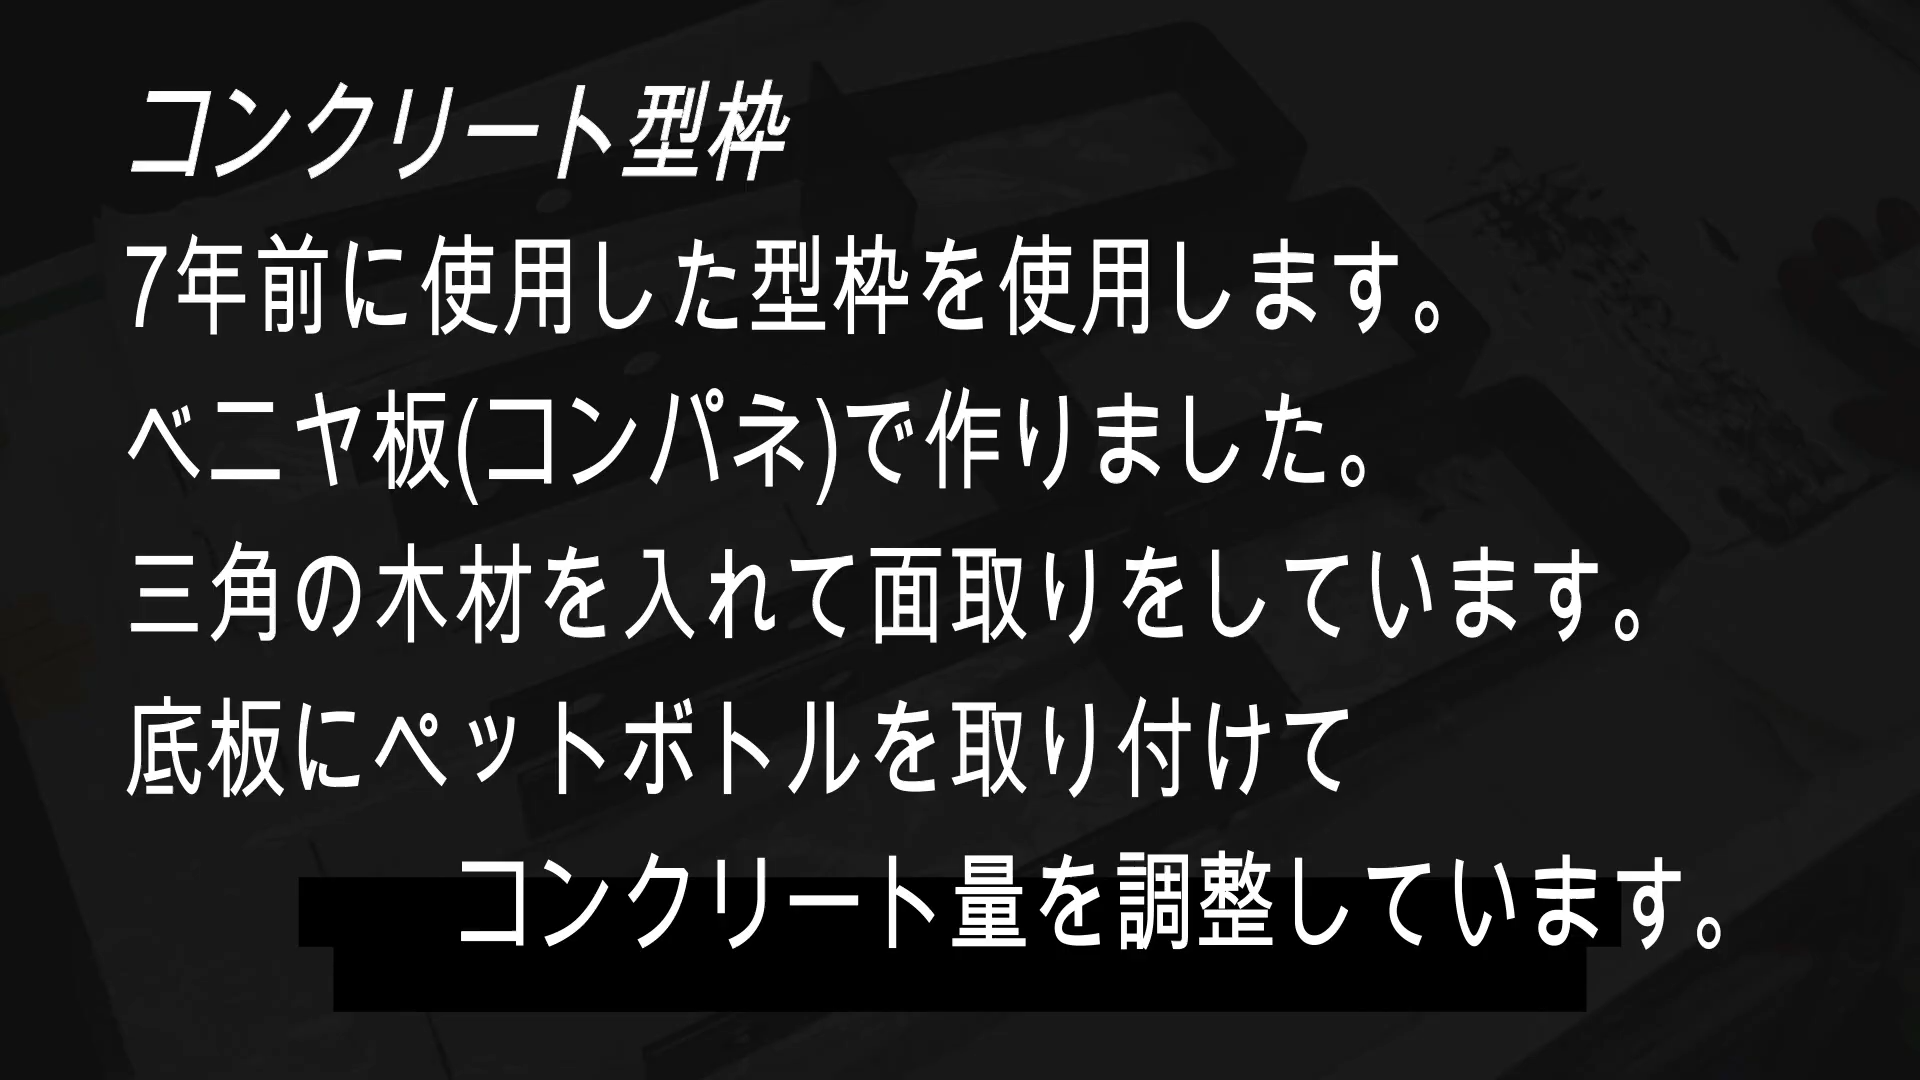 コンクリート型枠
7年前に使用した型枠を使用します。
ベニヤ板(コンパネ)で作りました。
三角の木材を入れて面取りをしています。
底板にペットボトルを取り付けて
コンクリート量を調整しています。